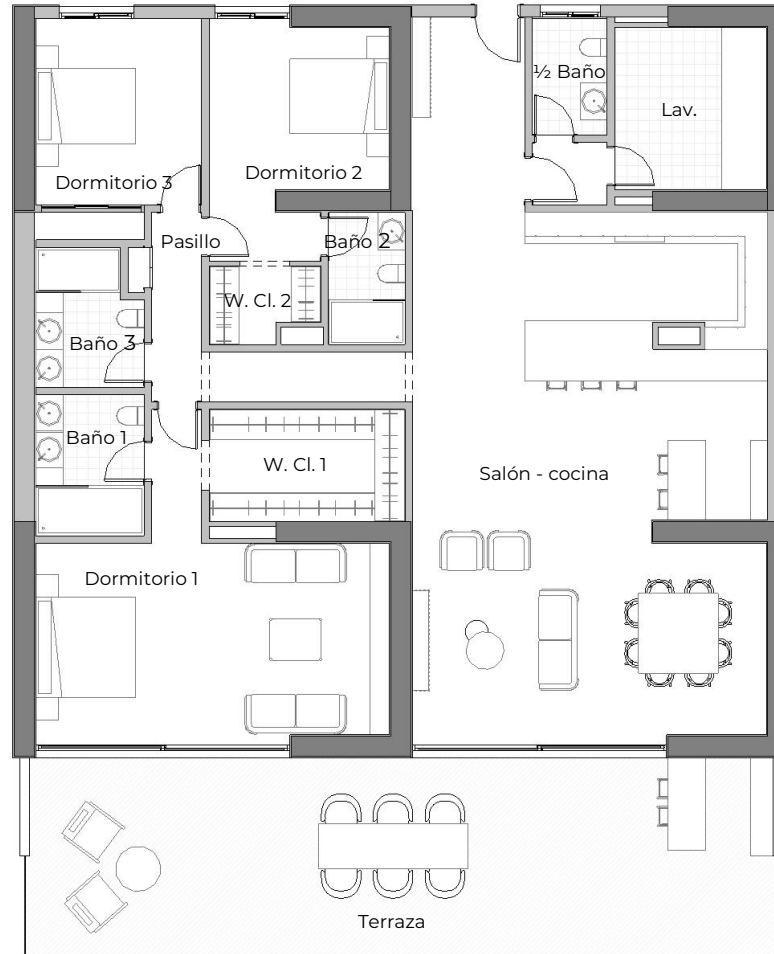 ½ Baño
Lav.
Dormitorio 3
Dormitorio 2
Pasillo
Baño 2
W. Cl. 2
Baño 3
Baño 1
W. Cl. 1
Salón - cocina
Dormitorio 1
Terraza